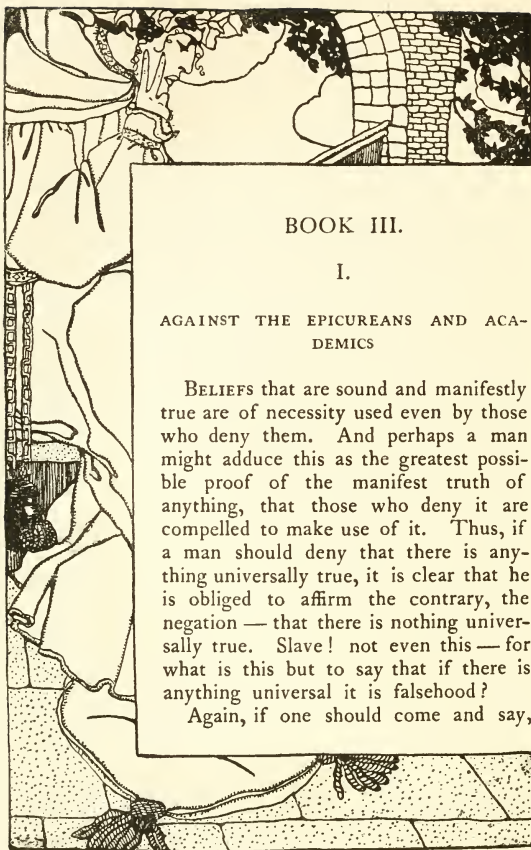 BOOK III.
I.
AGAINST THE EPICUREANS AND ACA-
DEMICS
BELIEFS that are sound and manifestly
true are of necessity used even by those
who deny them. And perhaps a man
might adduce this as the greatest possi-
ble proof of the manifest truth of
anything, that those who deny it are
compelled to make use of it. Thus, if
a man should deny that there is any-
thing universally true, it is clear that he
is obliged to affirm the contrary, the
negation — that there is nothing univer-
sally true. Slave! not even this — for
what is this but to say that if there is
anything universal it is falsehood?
Again, if one should come and say,